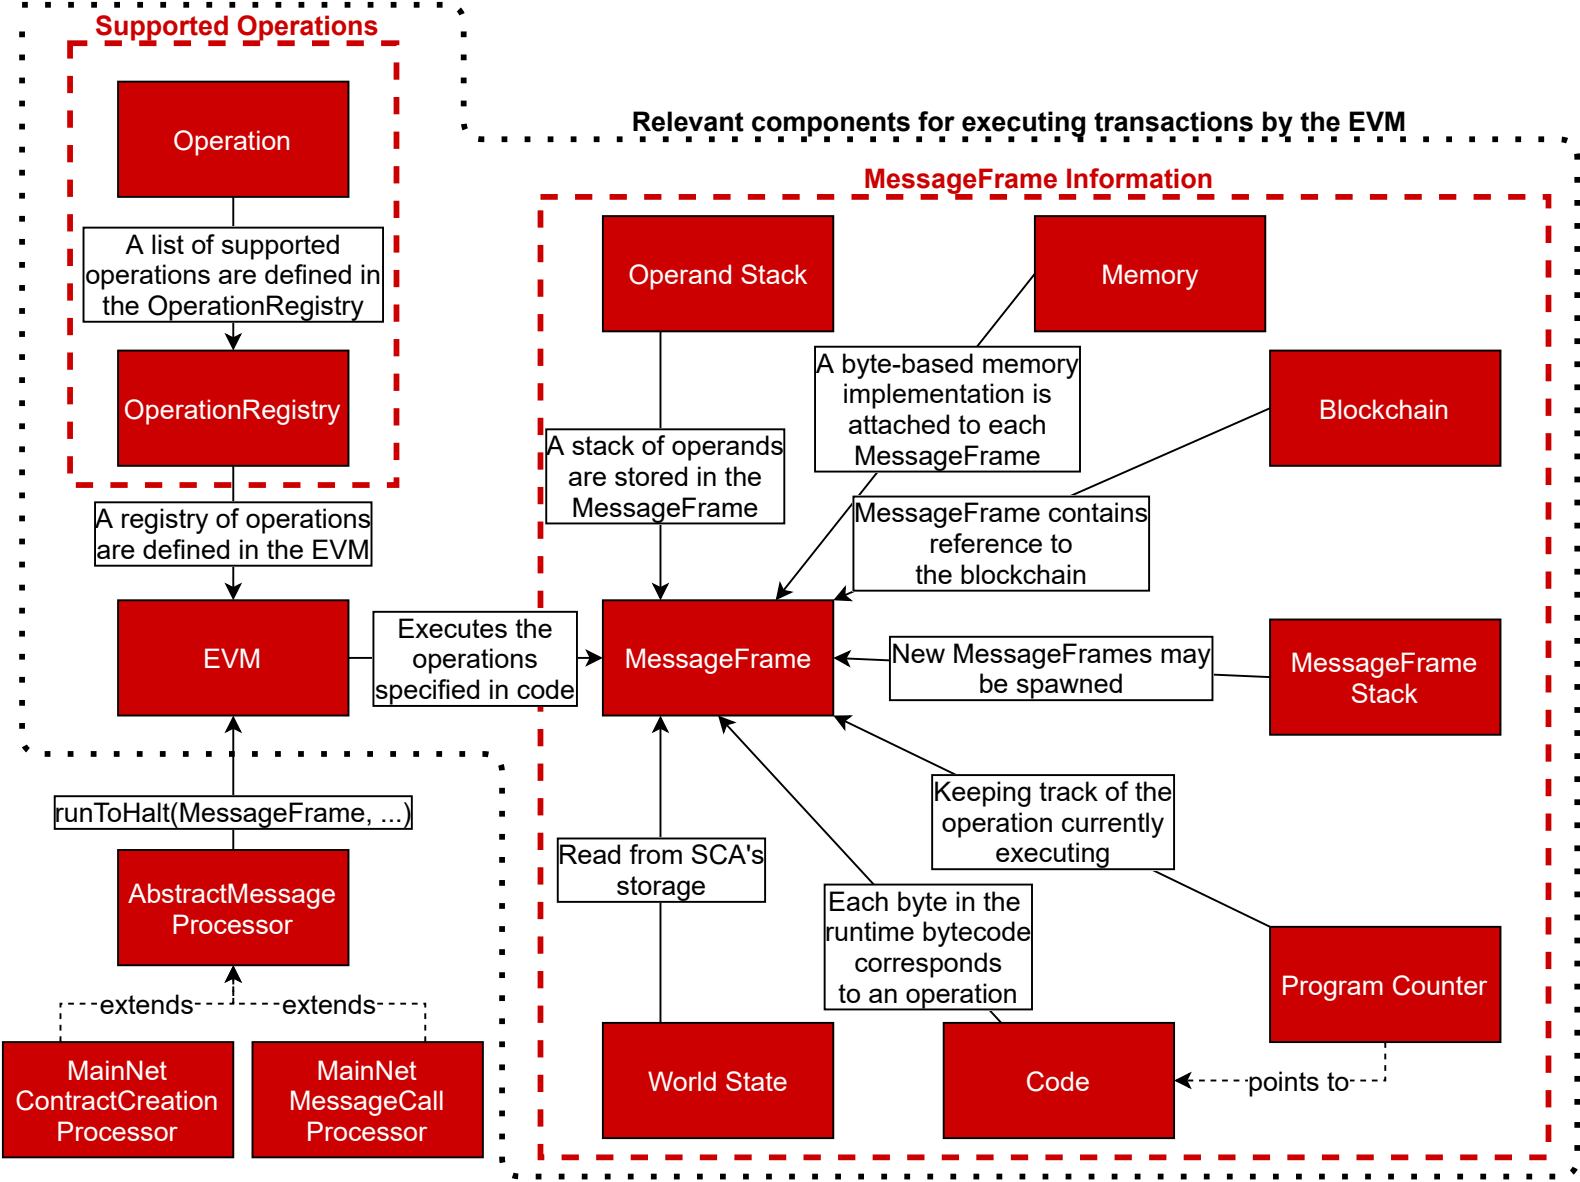 Supported Operations
Operation
A list of supported
operations are defined in
the OperationRegistry
OperationRegistry
A registry of operations
are defined in the EVM
EVM
Executes the
operations
specified in code
runToHalt(MessageFrame, ...)
AbstractMessage
Processor
extends
extends
MainNet
ContractCreation
Processor
MainNet
MessageCall
Processor
Relevant components for executing transactions by the EVM
MessageFrame Information
Operand Stack
Memory
A byte-based memory
implementation is
attached to each
MessageFrame
Blockchain
A stack of operands
are stored in the
MessageFrame
MessageFrame contains
reference to
the blockchain
MessageFrame
New MessageFrames may
be spawned
MessageFrame
Stack
Keeping track of the
operation currently
executing
Read from SCA's
storage
Each byte in the
runtime bytecode
corresponds
to an operation
Program Counter
World State
Code
points to